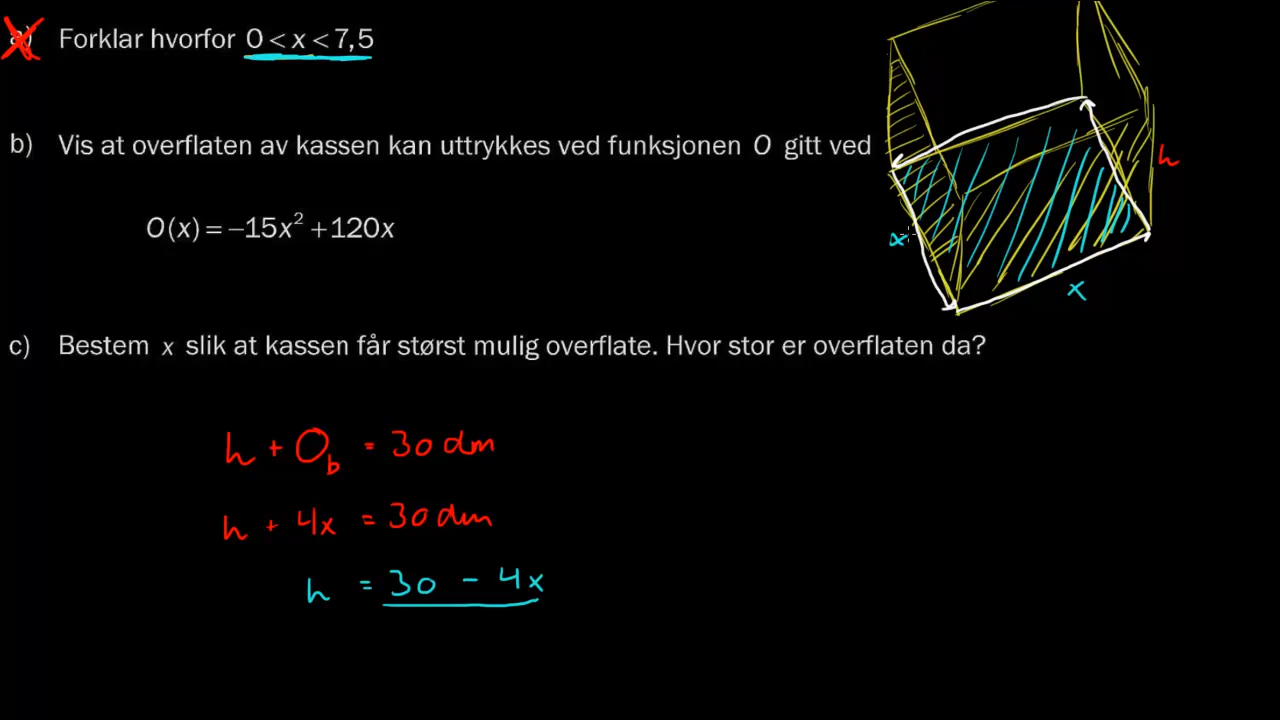 a) Forklar hvorfor 0 < x < 7,5
b) Vis at overflaten av kassen kan uttrykkes ved funksjonen O gitt ved
O(x) = −15x² + 120x
c) Bestem x slik at kassen får størst mulig overflate. Hvor stor er overflaten da?
h + O_b = 30 dm
h + 4x = 30 dm
h = 30 − 4x
h
x
x